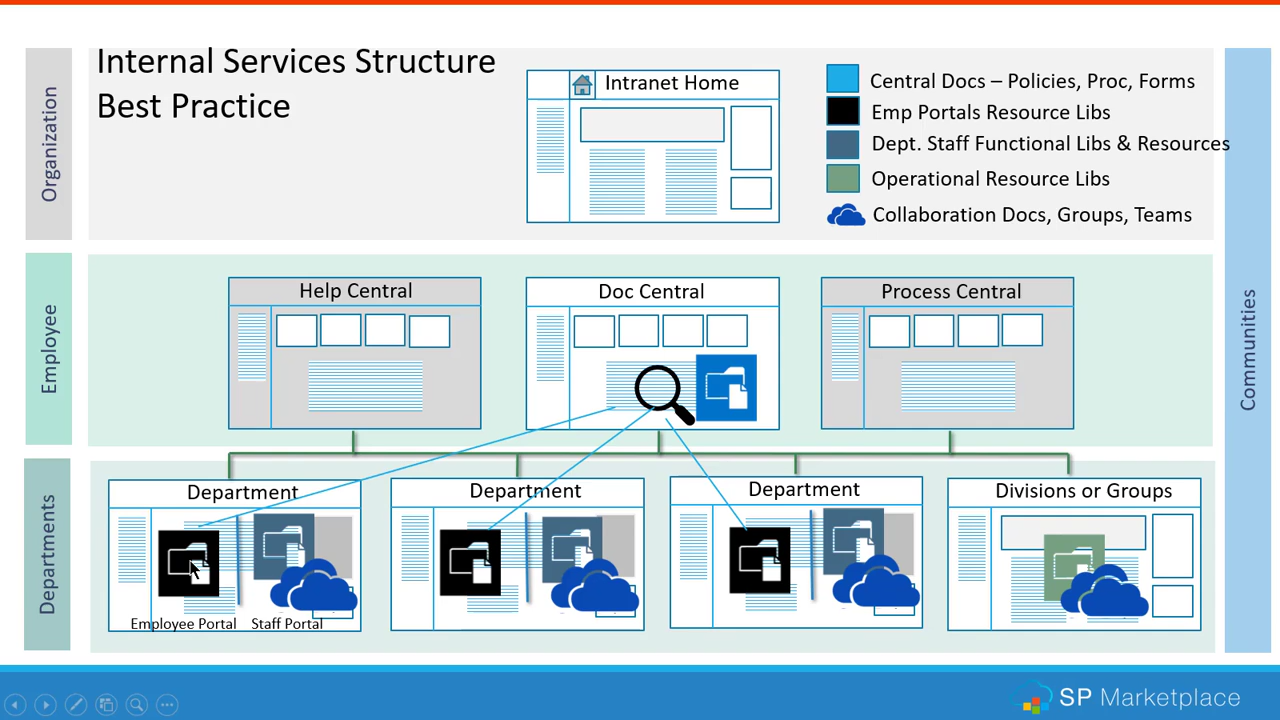 Internal Services Structure
Best Practice
Organization
Intranet Home
Central Docs – Policies, Proc, Forms
Emp Portals Resource Libs
Dept. Staff Functional Libs & Resources
Operational Resource Libs
Collaboration Docs, Groups, Teams
Communities
Employee
Help Central
Doc Central
Process Central
Departments
Department
Department
Department
Divisions or Groups
Employee Portal
Staff Portal
SP Marketplace